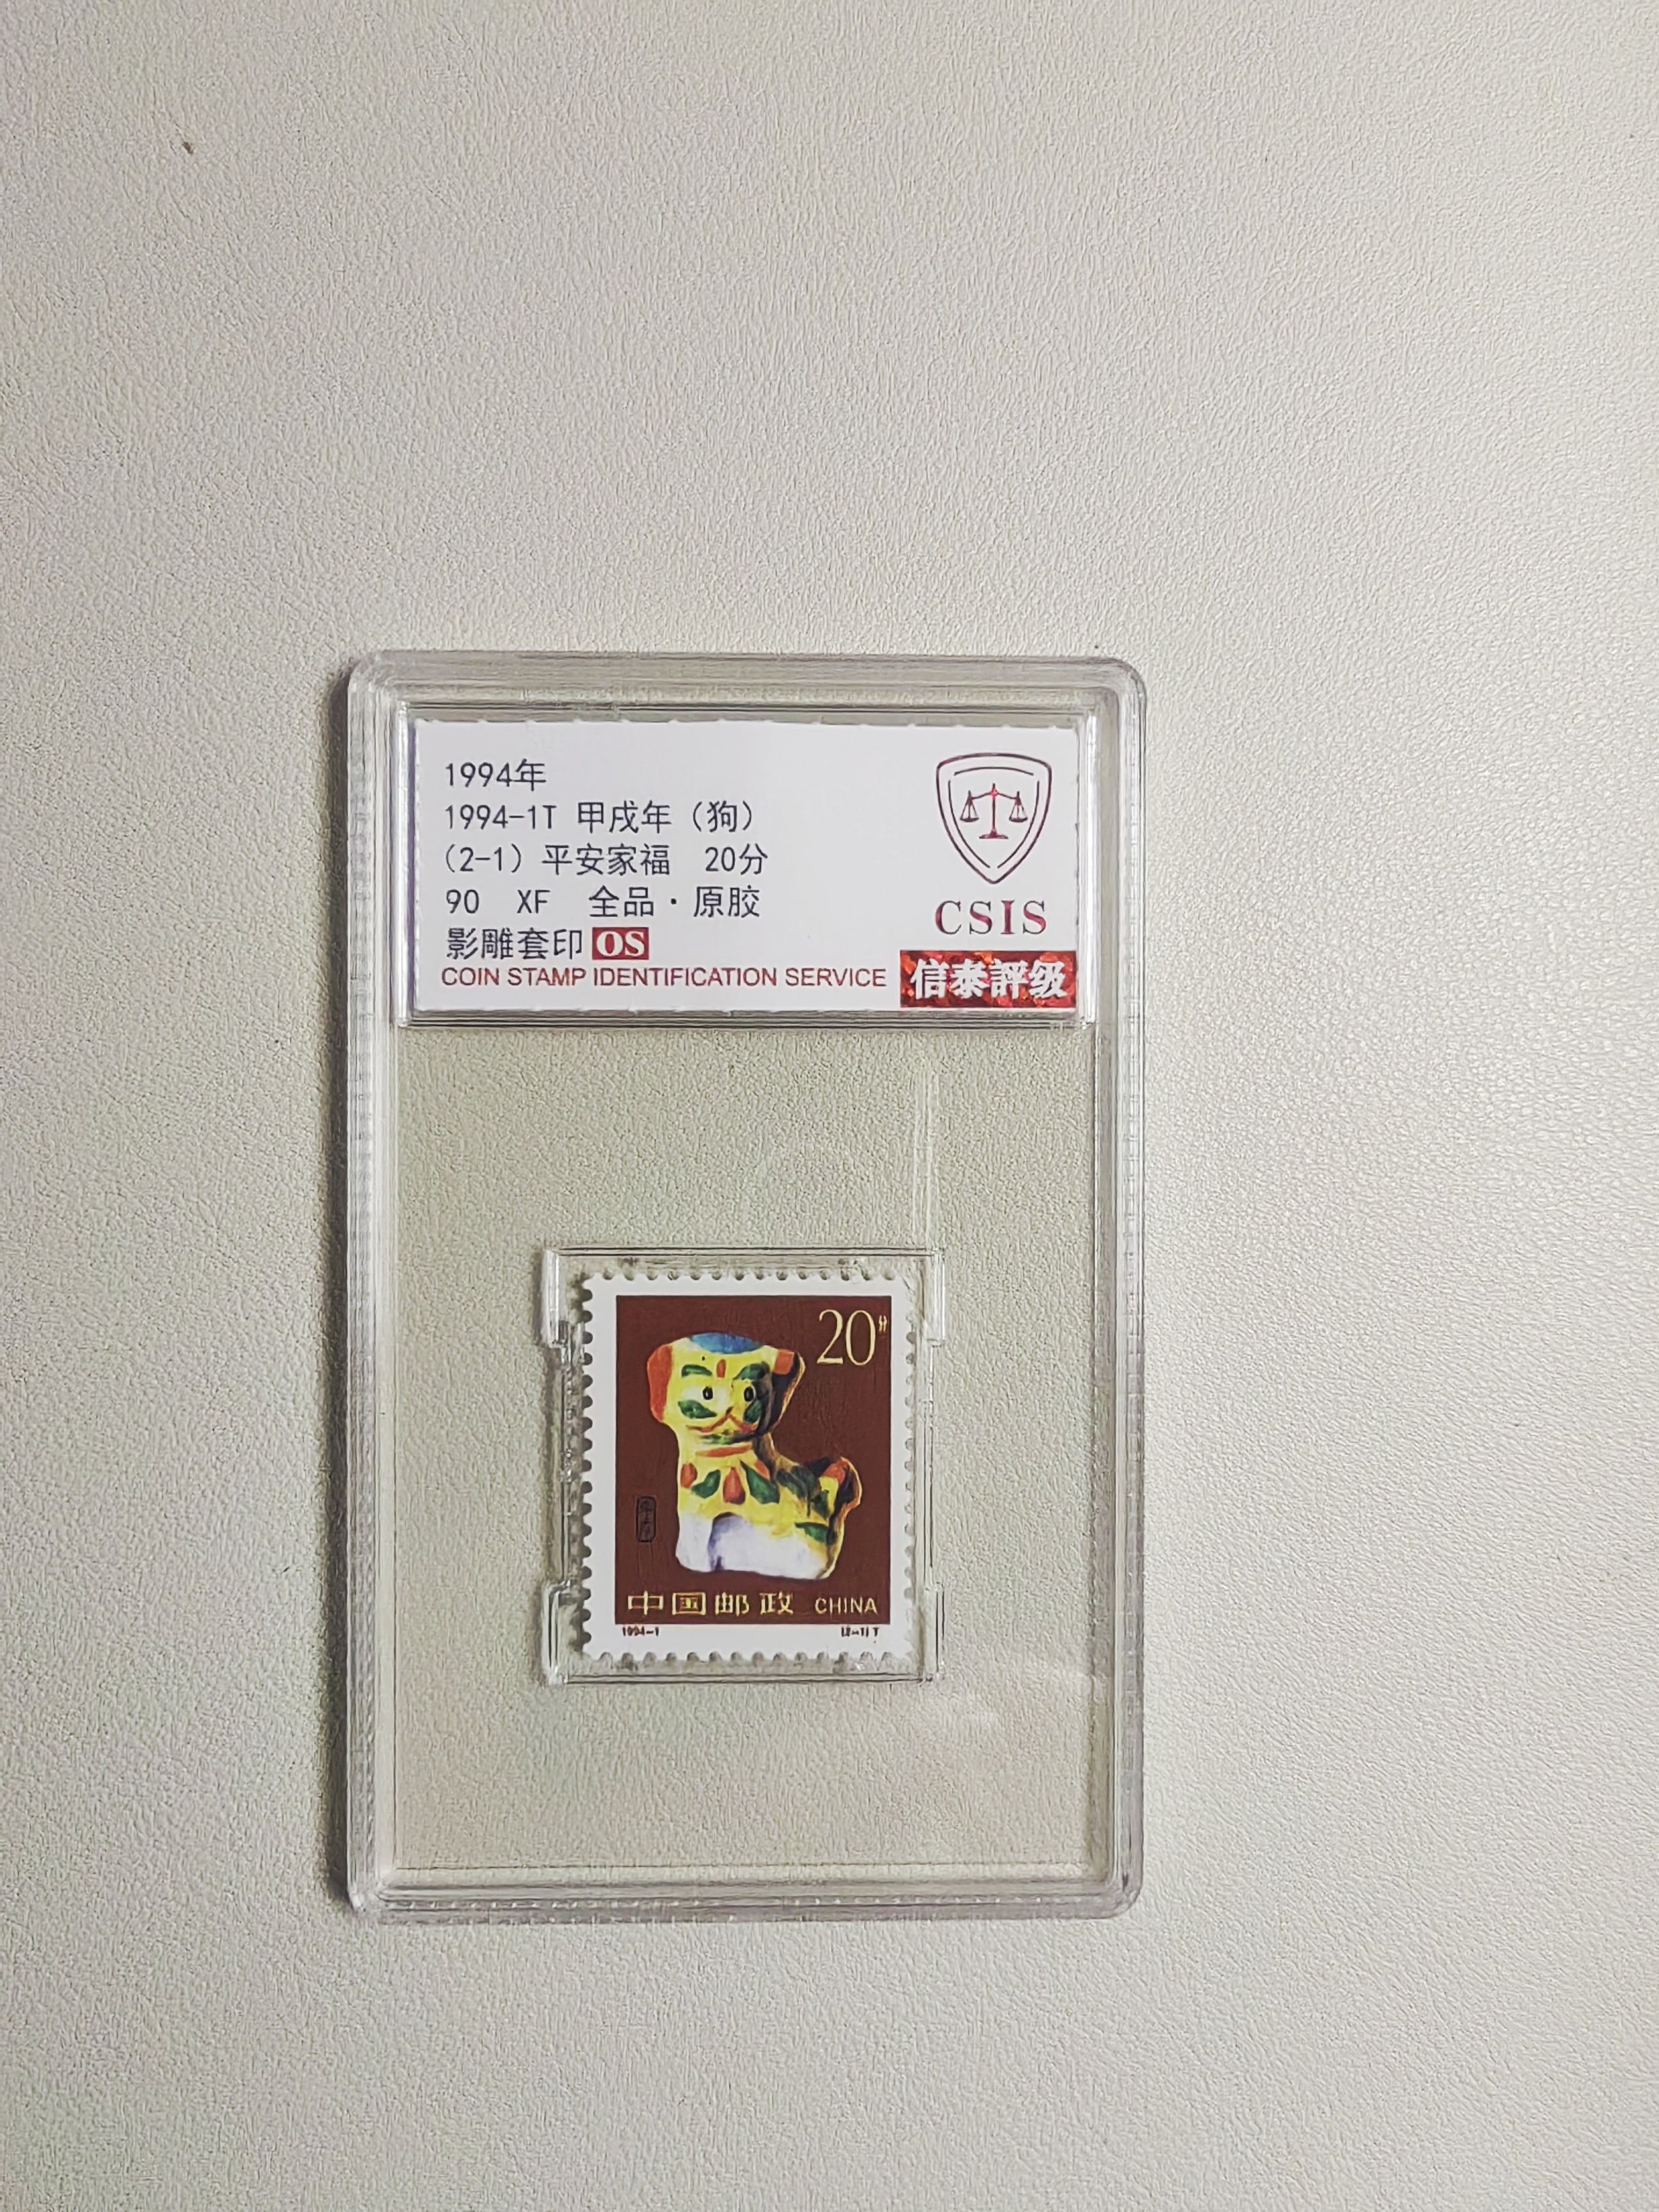 1994年
1994-1T 甲戌年（狗）
（2-1）平安家福 20分
90 XF 全品·原胶
影雕套印 OS
COIN STAMP IDENTIFICATION SERVICE
CSIS
信泰評级
20分
中国邮政 CHINA
1994-1
(2-1) T